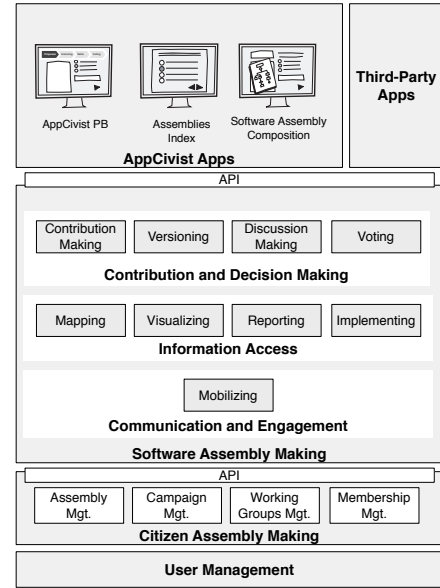 Third-Party
Apps
AppCivist PB
Assemblies
Index
Software Assembly
Composition
AppCivist Apps
API
Contribution
Making
Versioning
Discussion
Making
Voting
Contribution and Decision Making
Mapping
Visualizing
Reporting
Implementing
Information Access
Mobilizing
Communication and Engagement
Software Assembly Making
API
Assembly
Mgt.
Campaign
Mgt.
Working
Groups Mgt.
Membership
Mgt.
Citizen Assembly Making
User Management